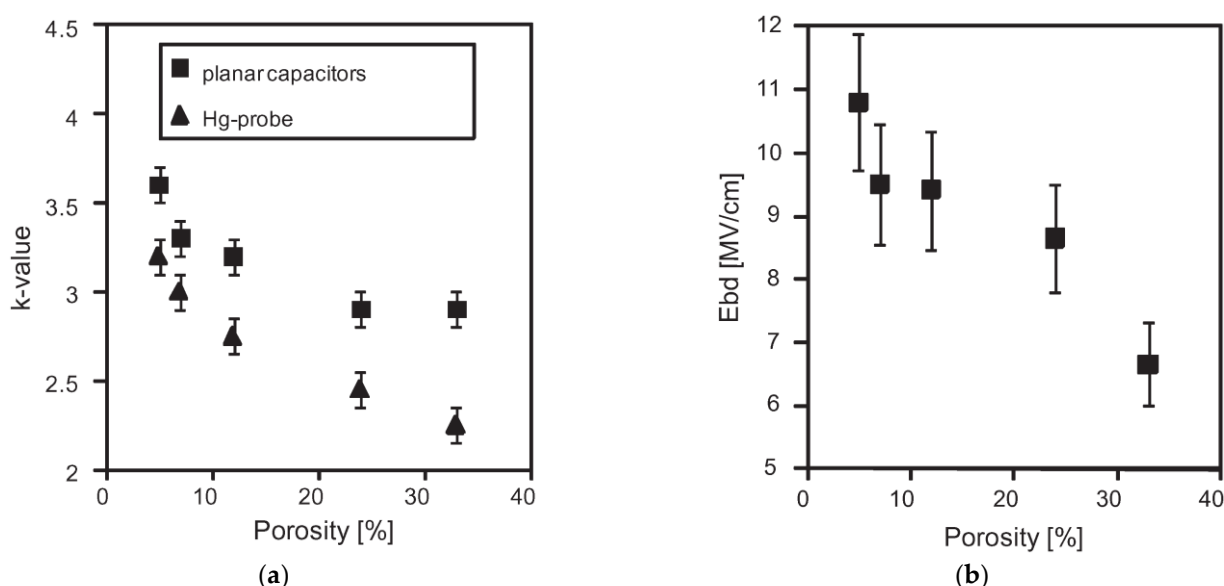 4.5
4
3.5
3
2.5
2
k-value
planar capacitors
Hg-probe
0 10 20 30 40
Porosity [%]
(a)
12
11
10
9
8
7
6
5
Ebd [MV/cm]
0 10 20 30 40
Porosity [%]
(b)